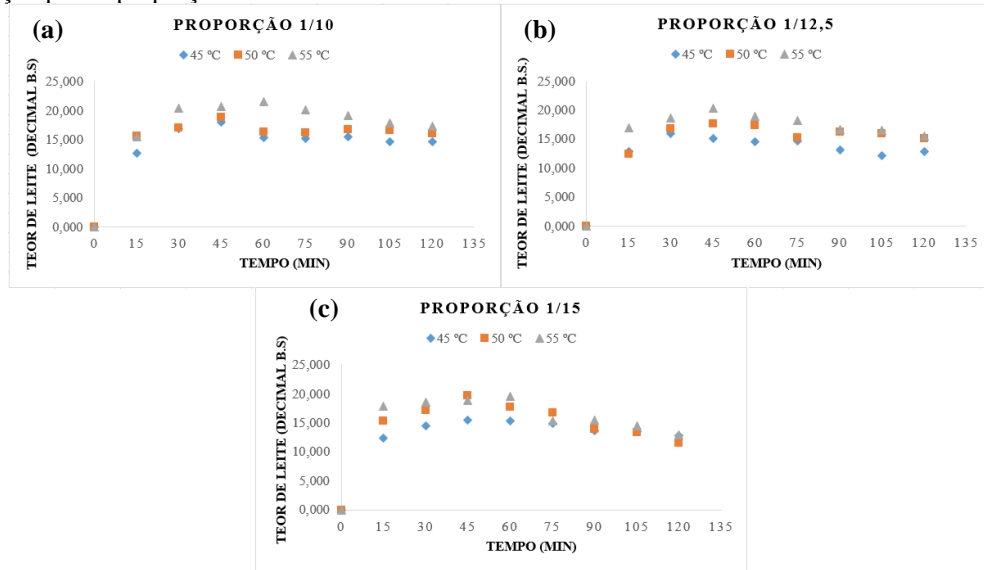 (a)
PROPORÇÃO 1/10
45 ºC 50 ºC 55 ºC
TEOR DE LEITE (DECIMAL B.S)
25,000
20,000
15,000
10,000
5,000
0,000
0 15 30 45 60 75 90 105 120 135
TEMPO (MIN)
(b)
PROPORÇÃO 1/12,5
45 ºC 50 ºC 55 ºC
TEOR DE LEITE (DECIMAL B.S.)
25,000
20,000
15,000
10,000
5,000
0,000
0 15 30 45 60 75 90 105 120 135
TEMPO (MIN)
(c)
PROPORÇÃO 1/15
45 ºC 50 ºC 55 ºC
TEOR DE LEITE (DECIMAL B.S)
25,000
20,000
15,000
10,000
5,000
0,000
0 15 30 45 60 75 90 105 120 135
TEMPO (MIN)